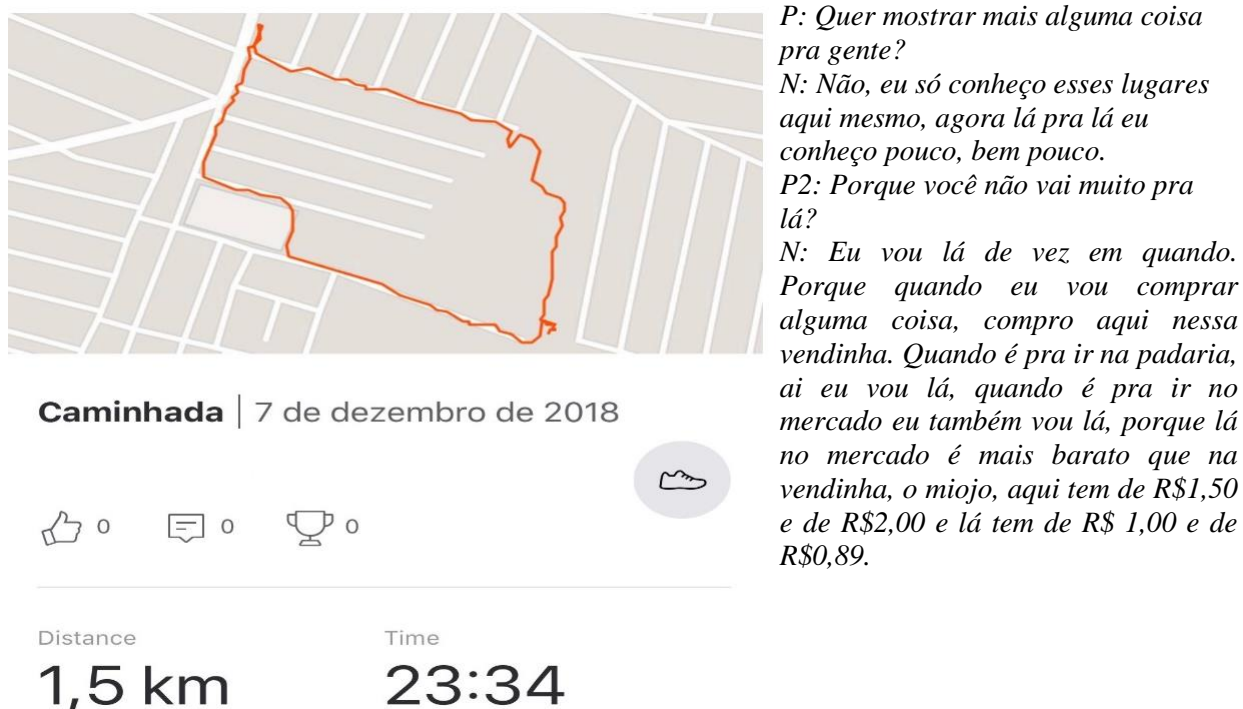 P: Quer mostrar mais alguma coisa
pra gente?
N: Não, eu só conheço esses lugares
aqui mesmo, agora lá pra lá eu
conheço pouco, bem pouco.
P2: Porque você não vai muito pra
lá?
N: Eu vou lá de vez em quando.
Porque quando eu vou comprar
alguma coisa, compro aqui nessa
vendinha. Quando é pra ir na padaria,
ai eu vou lá, quando é pra ir no
mercado eu também vou lá, porque lá
no mercado é mais barato que na
vendinha, o miojo, aqui tem de R$1,50
e de R$2,00 e lá tem de R$ 1,00 e de
R$0,89.
Caminhada | 7 de dezembro de 2018
0 0 0
Distance Time
1,5 km 23:34